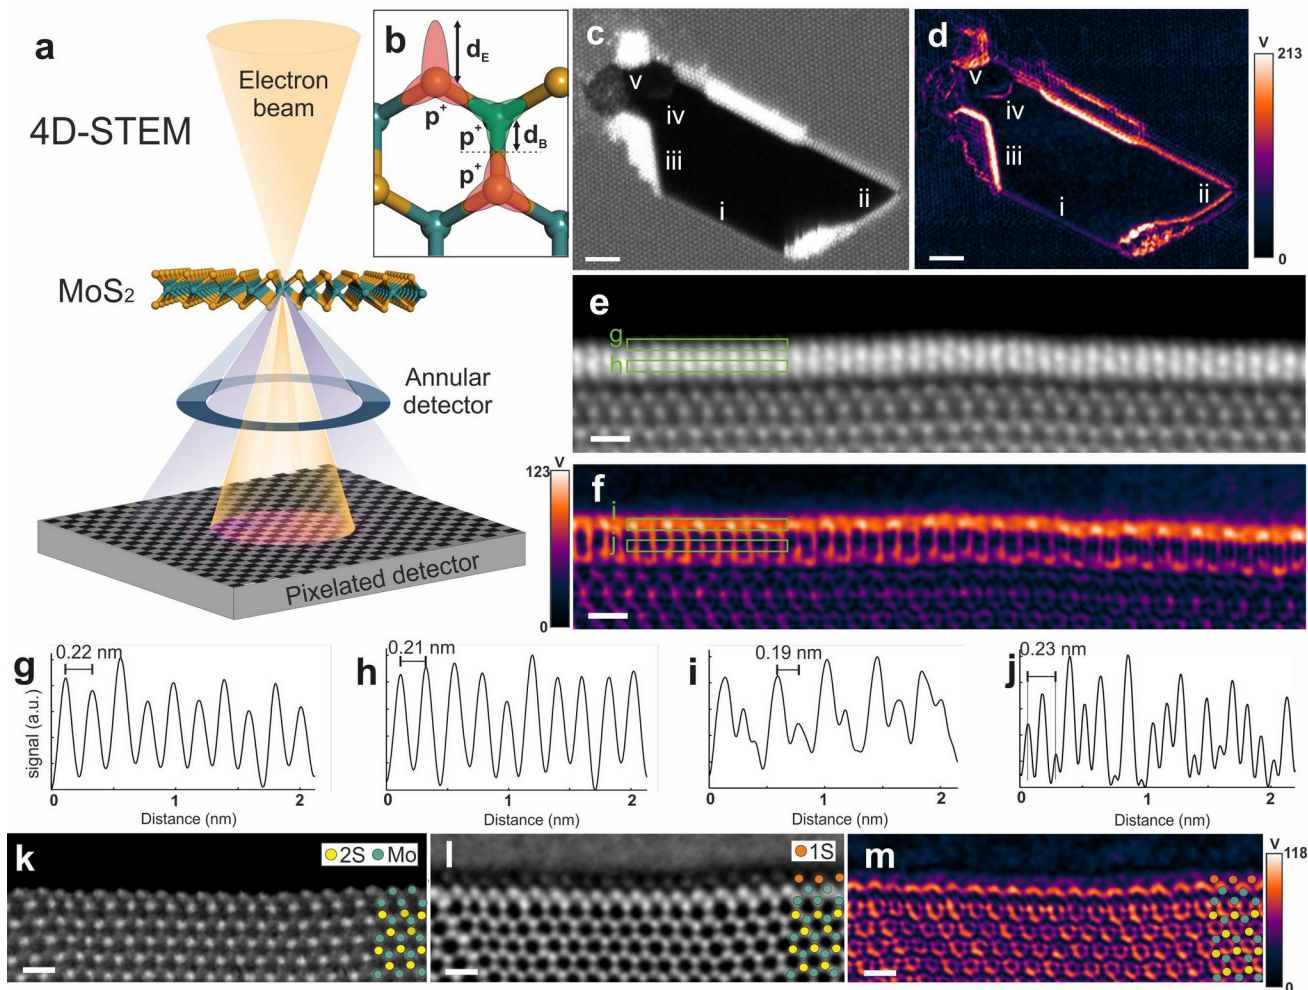 a
4D-STEM
Electron
beam
MoS2
Annular
detector
Pixelated detector
b
dE
p+
p+
dB
p+
c
v
iv
iii
ii
i
d
v
iv
iii
ii
i
V
213
0
e
g
h
V
123
0
f
i
j
g
0.22 nm
signal (a.u.)
0
1
2
Distance (nm)
h
0.21 nm
0
1
2
Distance (nm)
i
0.19 nm
0
1
2
Distance (nm)
j
0.23 nm
0
1
2
Distance (nm)
k
2S
Mo
l
1S
m
V
118
0